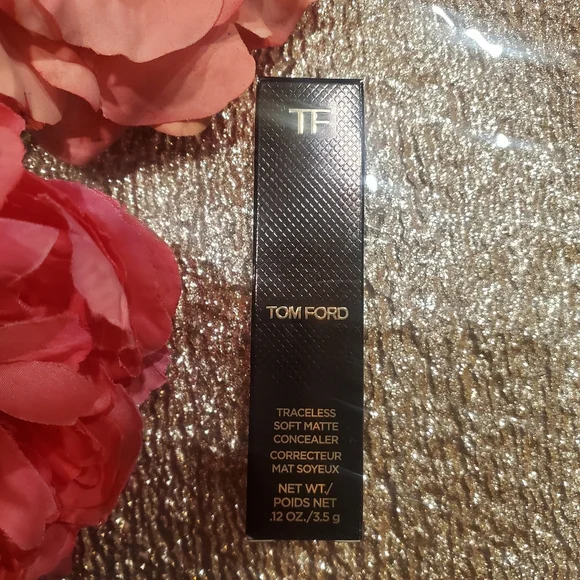 TF
TOM FORD
TRACELESS
SOFT MATTE
CONCEALER
CORRECTEUR
MAT SOYEUX
NET WT./
POIDS NET
.12 OZ./3.5 g